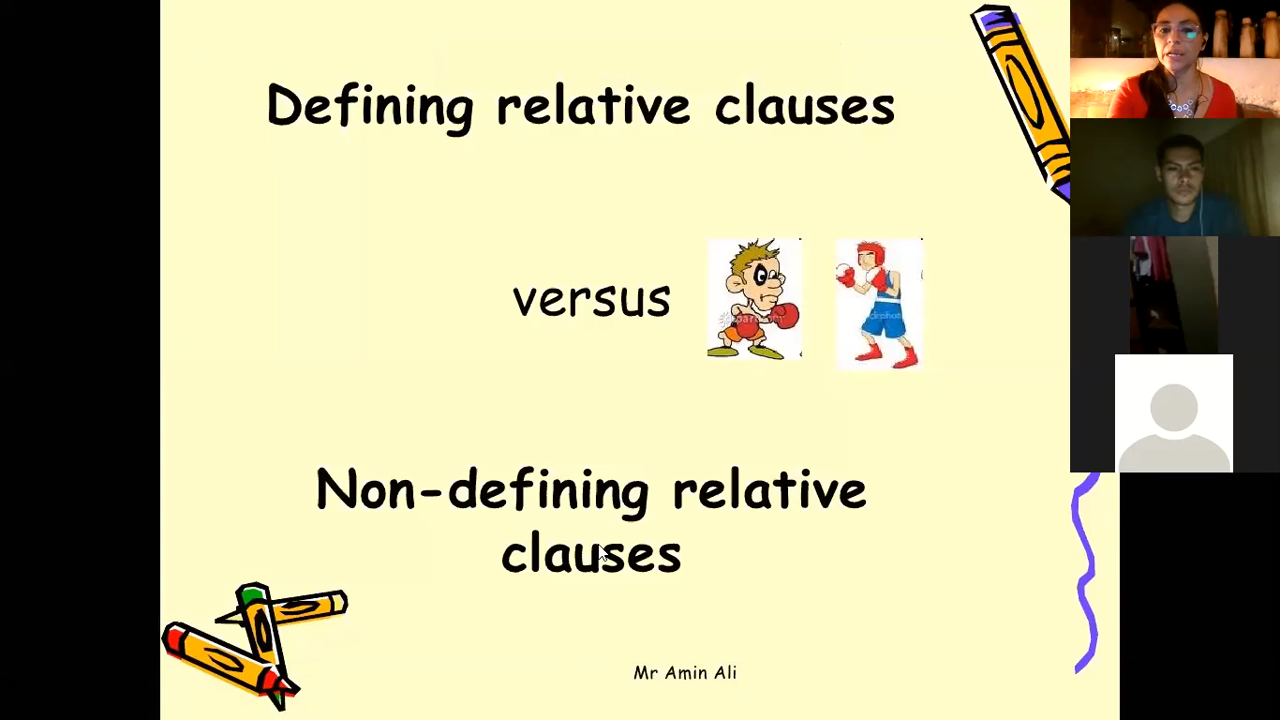 Defining relative clauses
versus
Non-defining relative
clauses
Mr Amin Ali